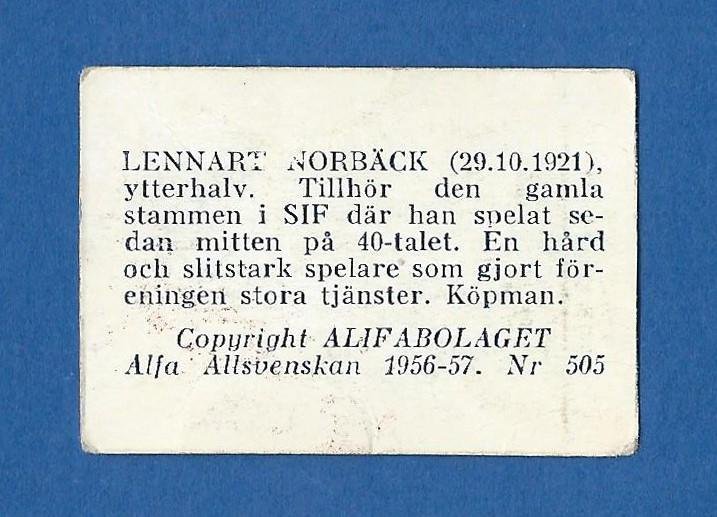 LENNART NORBÄCK (29.10.1921),
ytterhalv. Tillhör den gamla
stammen i SIF där han spelat se-
dan mitten på 40-talet. En hård
och slitstark spelare som gjort för-
eningen stora tjänster. Köpman.
Copyright ALIFABOLAGET
Alfa Allsvenskan 1956-57. Nr 505